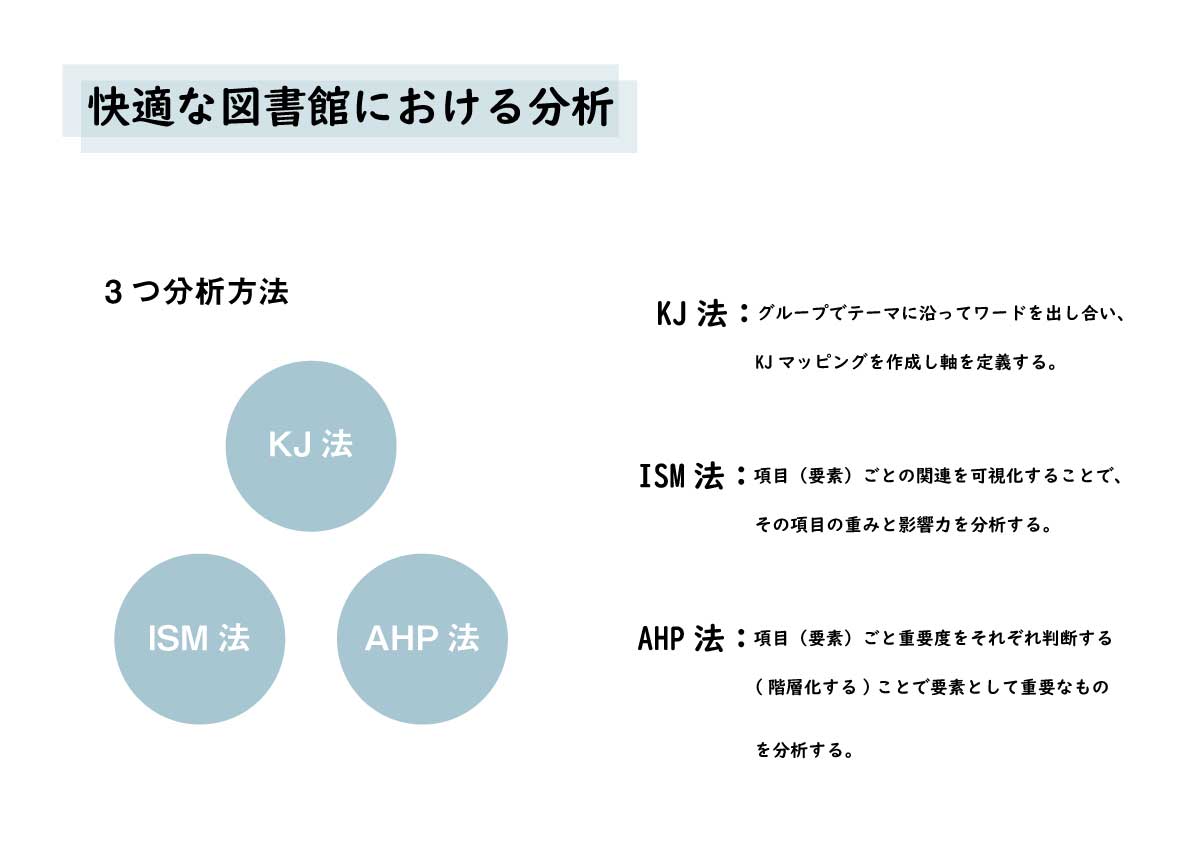 快適な図書館における分析
3つ分析方法
KJ 法
ISM 法
AHP 法
KJ 法：グループでテーマに沿ってワードを出し合い、
KJ マッピングを作成し軸を定義する。
ISM 法：項目（要素）ごとの関連を可視化することで、
その項目の重みと影響力を分析する。
AHP 法：項目（要素）ごと重要度をそれぞれ判断する
( 階層化する ) ことで要素として重要なもの
を分析する。